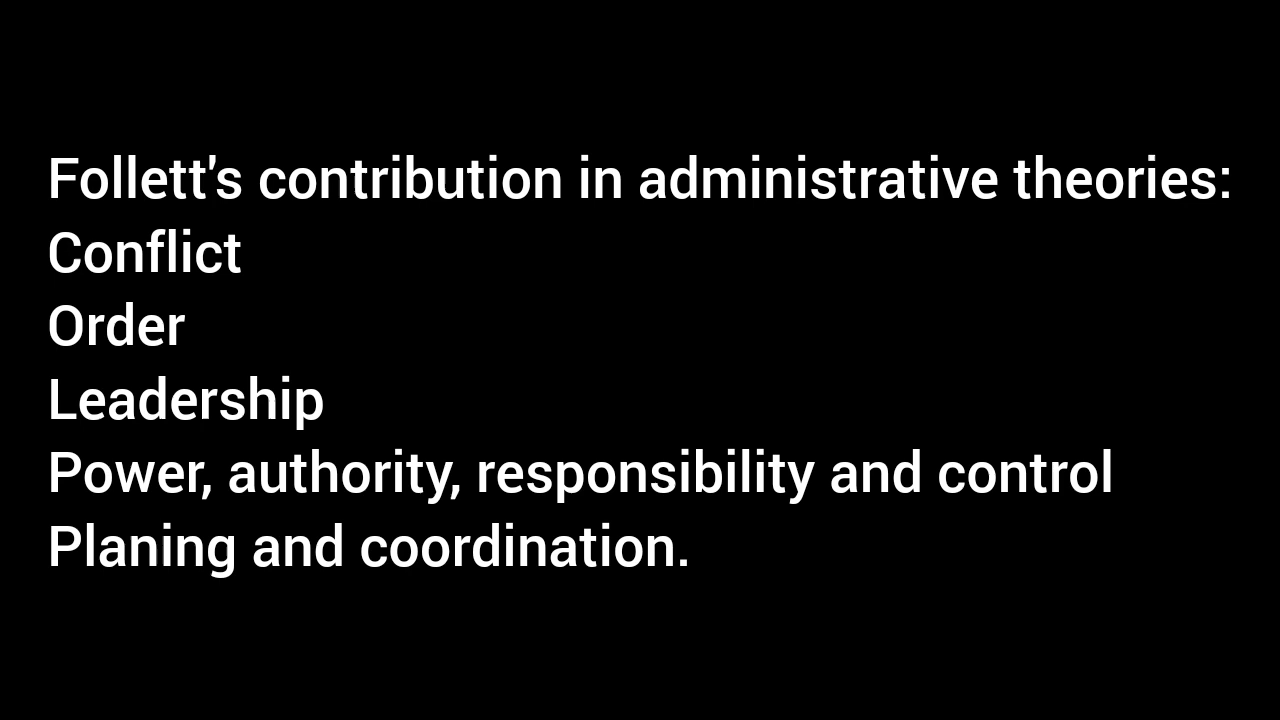 Follett's contribution in administrative theories:
Conflict
Order
Leadership
Power, authority, responsibility and control
Planing and coordination.